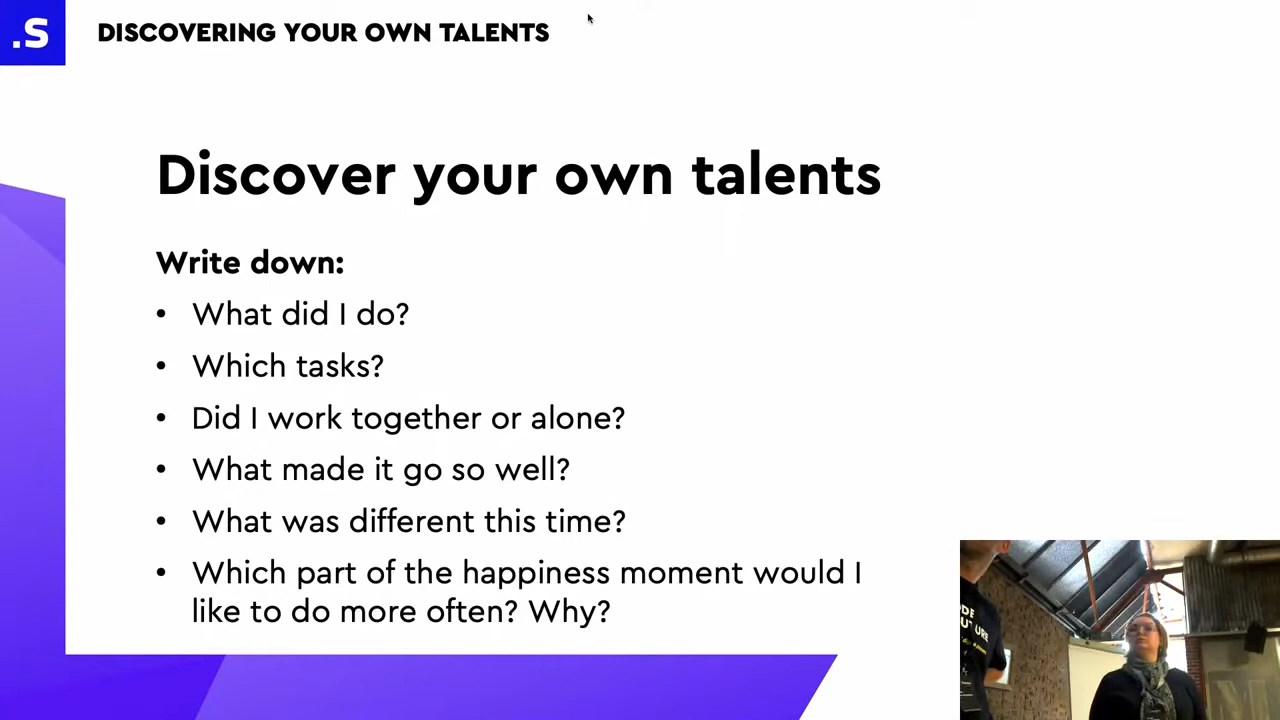 .S
DISCOVERING YOUR OWN TALENTS
Discover your own talents
Write down:
• What did I do?
• Which tasks?
• Did I work together or alone?
• What made it go so well?
• What was different this time?
• Which part of the happiness moment would I
like to do more often? Why?